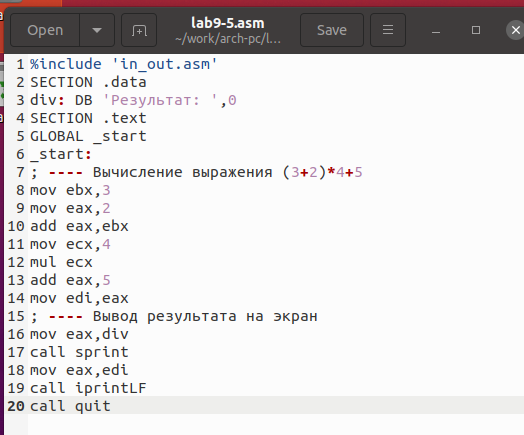 Open
lab9-5.asm
~/work/arch-pc/l...
Save
1 %include 'in_out.asm'
2 SECTION .data
3 div: DB 'Результат: ',0
4 SECTION .text
5 GLOBAL _start
6 _start:
7 ; ---- Вычисление выражения (3+2)*4+5
8 mov ebx,3
9 mov eax,2
10 add eax,ebx
11 mov ecx,4
12 mul ecx
13 add eax,5
14 mov edi,eax
15 ; ---- Вывод результата на экран
16 mov eax,div
17 call sprint
18 mov eax,edi
19 call iprintLF
20 call quit